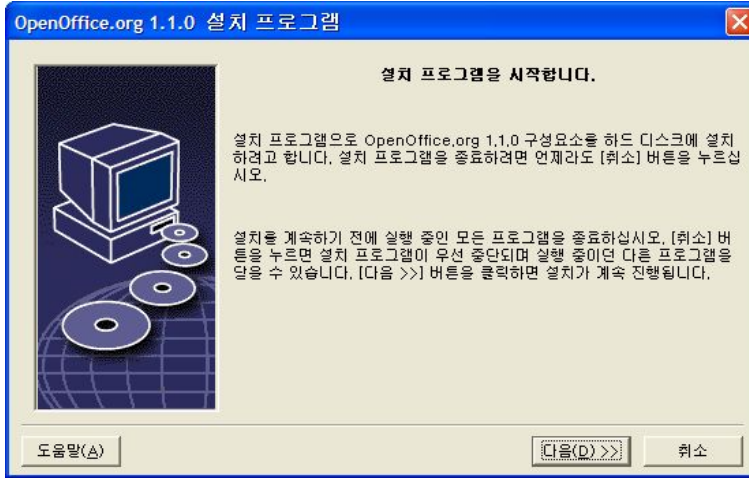 OpenOffice.org 1.1.0 설치 프로그램
설치 프로그램을 시작합니다.
설치 프로그램으로 OpenOffice.org 1.1.0 구성요소를 하드 디스크에 설치
하려고 합니다. 설치 프로그램을 종료하려면 언제라도 [취소] 버튼을 누르십
시오.
설치를 계속하기 전에 실행 중인 모든 프로그램을 종료하십시오. [취소] 버
튼을 누르면 설치 프로그램이 우선 중단되며 실행 중이던 다른 프로그램을
닫을 수 있습니다. [다음 >>] 버튼을 클릭하면 설치가 계속 진행됩니다.
도움말(A)
다음(D) >>
취소